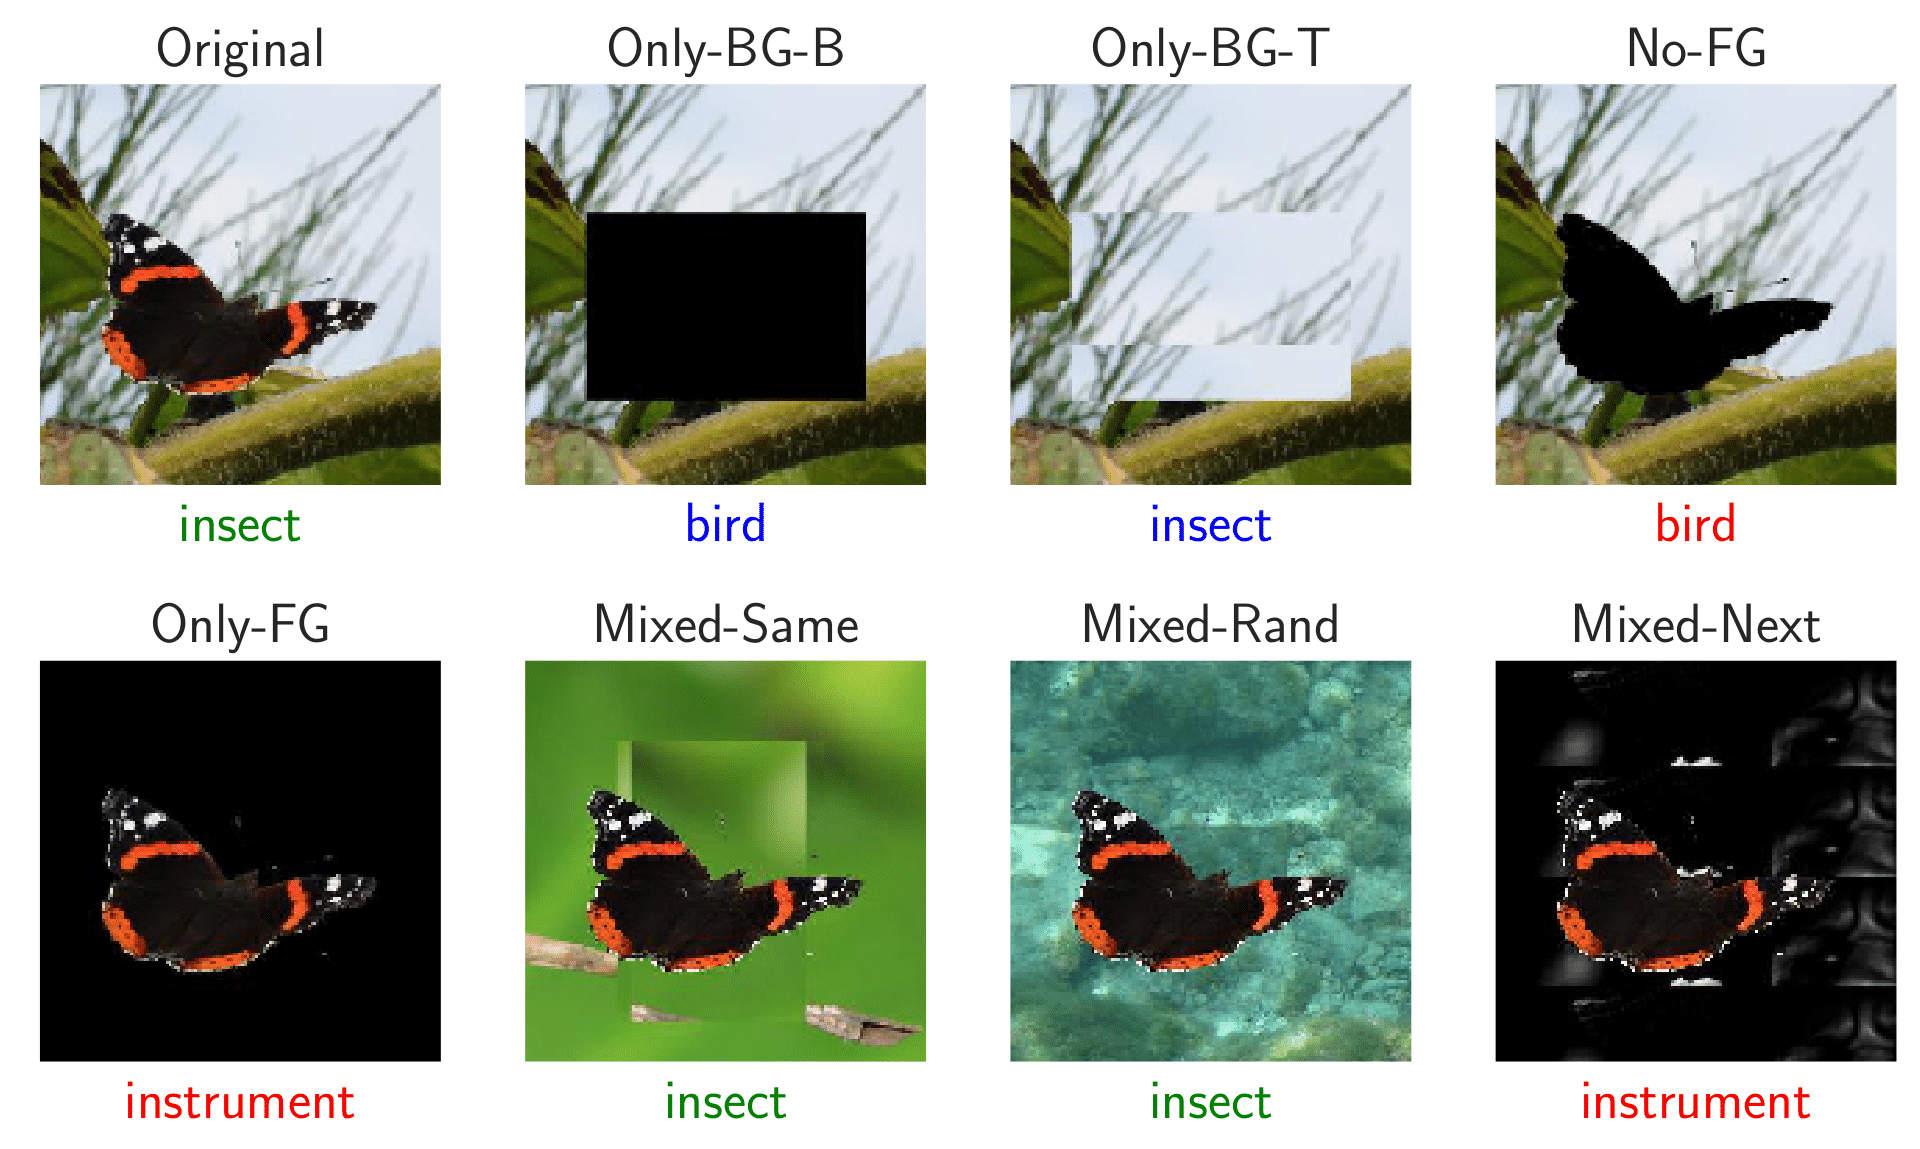 Original
Only-BG-B
Only-BG-T
No-FG
insect
bird
insect
bird
Only-FG
Mixed-Same
Mixed-Rand
Mixed-Next
instrument
insect
insect
instrument